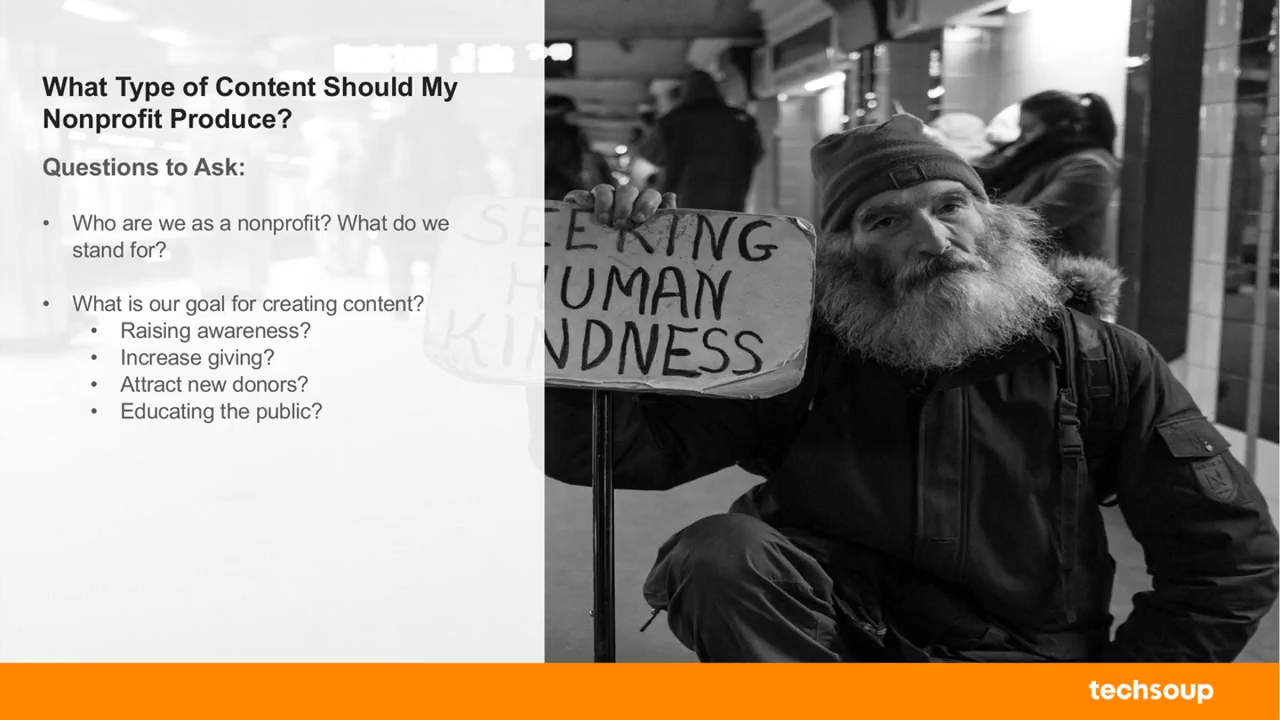 What Type of Content Should My
Nonprofit Produce?
Questions to Ask:
• Who are we as a nonprofit? What do we
stand for?
• What is our goal for creating content?
• Raising awareness?
• Increase giving?
• Attract new donors?
• Educating the public?
SEEKING
HUMAN
KINDNESS
techsoup